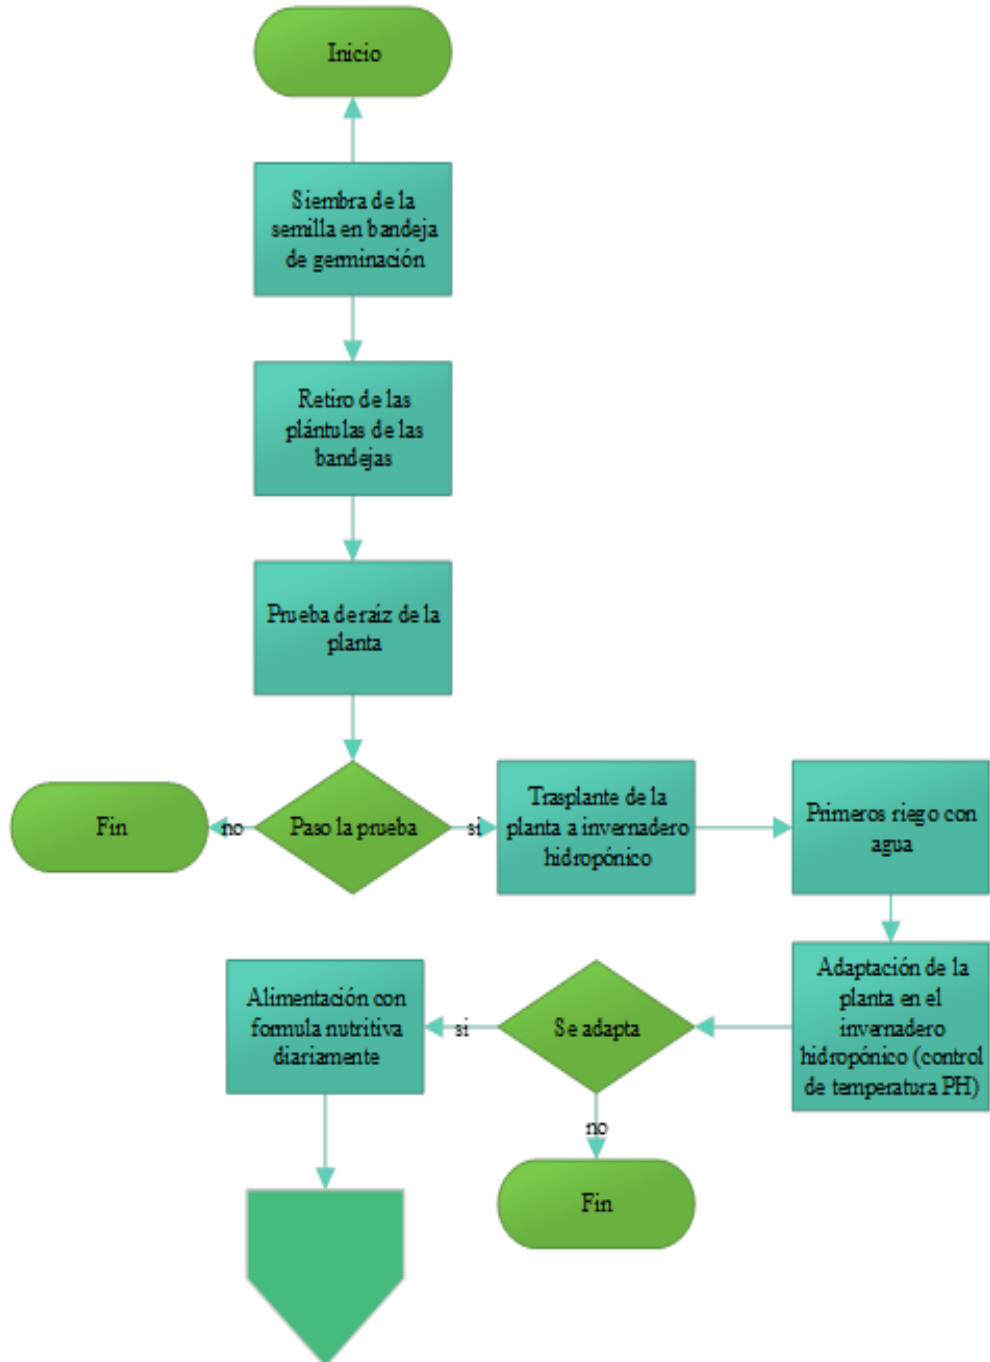 Inicio
Siembra de la
semilla en bandeja
de germinación
Retiro de las
plántulas de las
bandejas
Prueba de raiz de la
planta
Fin
no
Paso la prueba
si
Trasplante de la
planta a invernadero
hidropónico
Primeros riego con
agua
Adaptación de la
planta en el
invernadero
hidropónico (control
de temperatura PH)
Se adapta
si
Alimentación con
formula nutritiva
diariamente
no
Fin